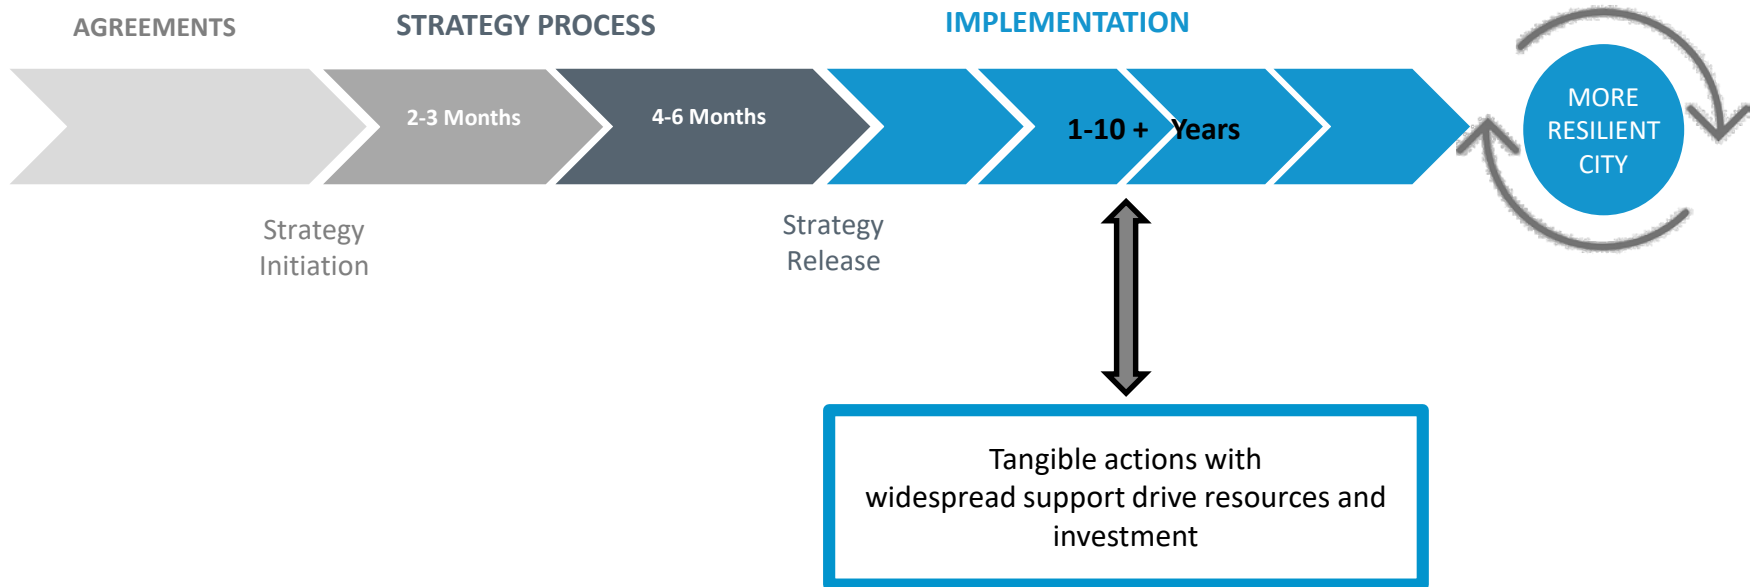 AGREEMENTS
STRATEGY PROCESS
IMPLEMENTATION
2-3 Months
4-6 Months
1-10 + Years
MORE
RESILIENT
CITY
Strategy
Initiation
Strategy
Release
Tangible actions with
widespread support drive resources and
investment